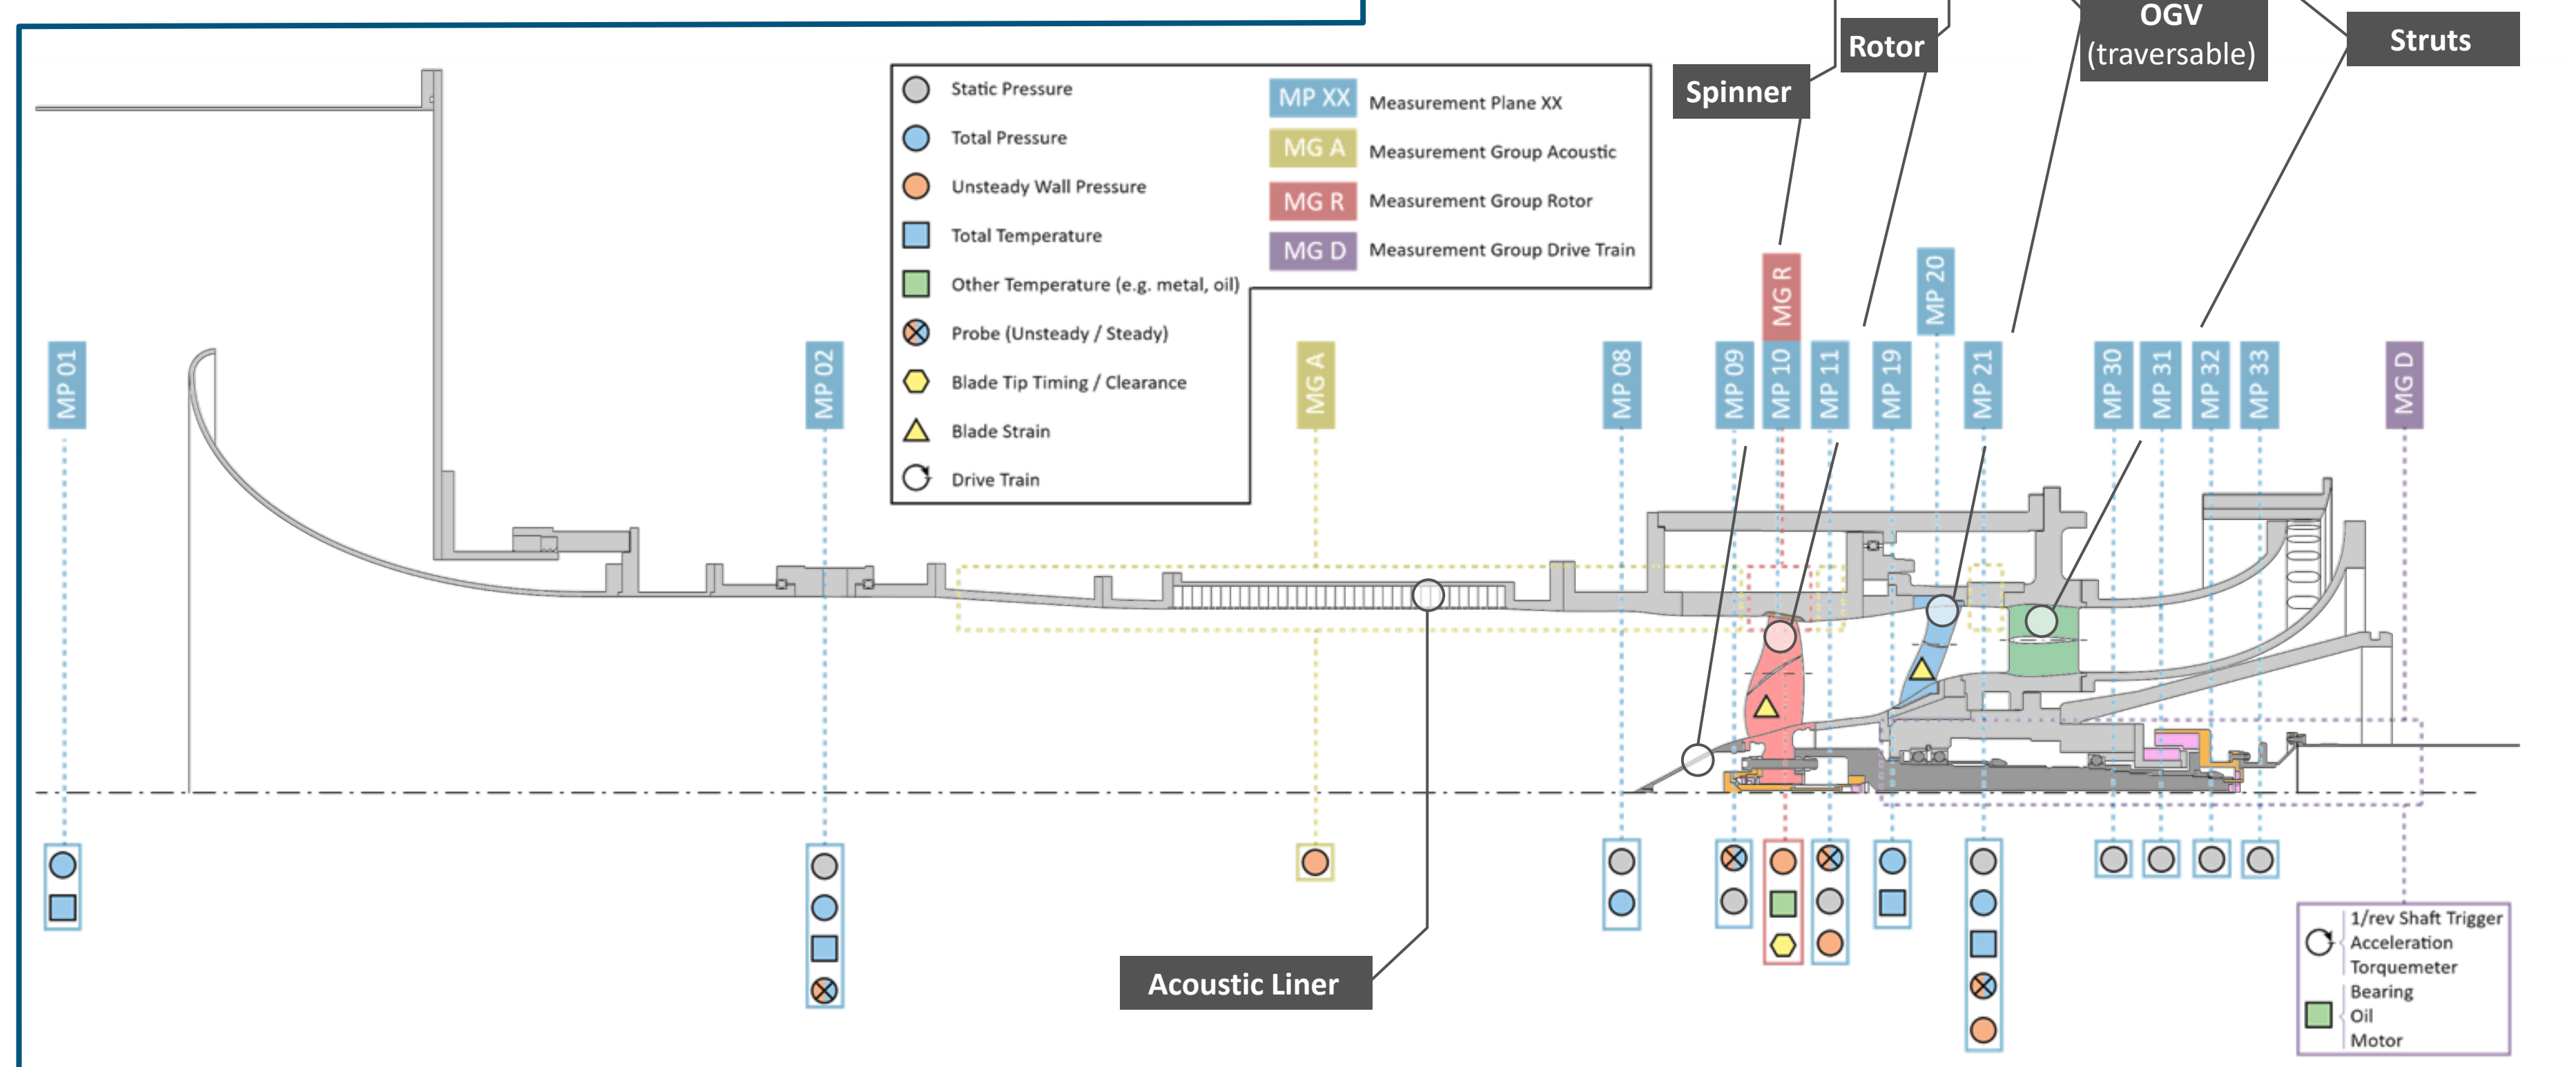 OGV
(traversable)
Struts
Rotor
Spinner
Static Pressure
Total Pressure
Unsteady Wall Pressure
Total Temperature
Other Temperature (e.g. metal, oil)
Probe (Unsteady / Steady)
Blade Tip Timing / Clearance
Blade Strain
Drive Train
MP XX
Measurement Plane XX
MG A
Measurement Group Acoustic
MG R
Measurement Group Rotor
MG D
Measurement Group Drive Train
MP 01
MP 02
MG A
MP 08
MP 09
MG R
MP 10
MP 11
MP 19
MP 20
MP 21
MP 30
MP 31
MP 32
MP 33
MG D
Acoustic Liner
1/rev Shaft Trigger
Acceleration
Torquemeter
Bearing
Oil
Motor